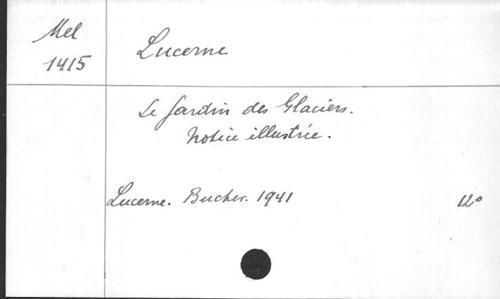 Mel
1415
Lucerne
Le Jardin des Glaciers.
Notice illustrée.
Lucerne. Bucher. 1941 12°